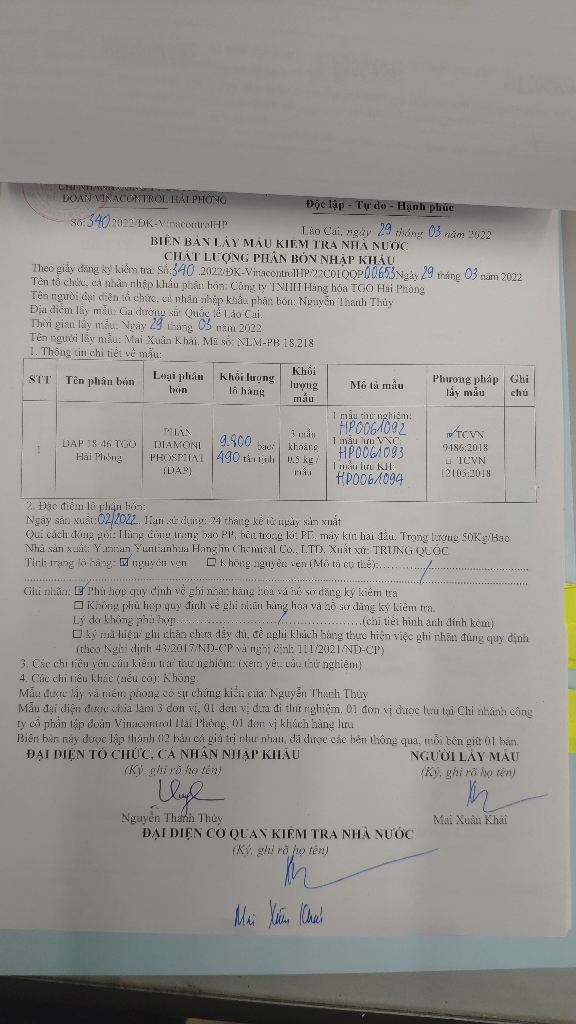 CHI NHÁNH CÔNG TY
ĐOÀN VINACONTROL HẢI PHÒNG
Độc lập - Tự do - Hạnh phúc
Số: 340.2022/ĐK-VinacontrolHP
Lào Cai, ngày 29 tháng 03 năm 2022
BIÊN BẢN LẤY MẪU KIỂM TRA NHÀ NƯỚC
CHẤT LƯỢNG PHÂN BÓN NHẬP KHẨU
Theo giấy đăng ký kiểm tra: Số: 340 .2022/ĐK-VinacontrolHP/22C01QQP00653 Ngày 29 tháng 03 năm 2022
Tên tổ chức, cá nhân nhập khẩu phân bón: Công ty TNHH Hàng hóa TGO Hải Phòng
Tên người đại diện tổ chức, cá nhân nhập khẩu phân bón: Nguyễn Thanh Thủy
Địa điểm lấy mẫu: Ga đường sắt Quốc tế Lào Cai.
Thời gian lấy mẫu: Ngày 29 tháng 03 năm 2022
Tên người lấy mẫu: Mai Xuân Khải. Mã số: NLM-PB 18.218
1. Thông tin chi tiết về mẫu:
STT Tên phân bón Loại phân bón Khối lượng lô hàng Khối lượng mẫu Mô tả mẫu Phương pháp lấy mẫu Ghi chú
1 DAP 18-46 TGO Hải Phòng PHÂN DIAMONI PHOSPHAT (DAP) 9.800 bao/ 490 tấn tịnh 3 mẫu khoảng 0,5 kg / mẫu 1 mẫu thử nghiệm: HP0061092 1 mẫu lưu VNC: HP0061093 1 mẫu lưu KH: HP0061094 ☑ TCVN 9486:2018 □ TCVN 12105:2018
2. Đặc điểm lô phân bón:
Ngày sản xuất: 02/2022. Hạn sử dụng: 24 tháng kể từ ngày sản xuất
Qui cách đóng gói: Hàng đóng trong bao PP, bên trong lót PE, máy kín hai đầu. Trọng lượng 50Kg/Bao
Nhà sản xuất: Yunnan Yuntianhua Honglin Chemical Co., LTD. Xuất xứ: TRUNG QUỐC
Tình trạng lô hàng: ☑ nguyên vẹn □ Không nguyên vẹn (Mô tả cụ thể):
Ghi nhãn: ☑ Phù hợp quy định về ghi nhãn hàng hóa và hồ sơ đăng ký kiểm tra
□ Không phù hợp quy định về ghi nhãn hàng hóa và hồ sơ đăng ký kiểm tra.
Lý do không phù hợp (chi tiết hình ảnh đính kèm)
□ ký mã hiệu/ ghi nhãn chưa đầy đủ, đề nghị khách hàng thực hiện việc ghi nhãn đúng quy định
(theo Nghị định 43/2017/NĐ-CP và nghị định 111/2021/NĐ-CP)
3. Các chỉ tiêu yêu cầu kiểm tra/ thử nghiệm: (xem yêu cầu thử nghiệm)
4. Các chỉ tiêu khác (nếu có): Không.
Mẫu được lấy và niêm phong có sự chứng kiến của: Nguyễn Thanh Thủy
Mẫu đại diện được chia làm 3 đơn vị, 01 đơn vị đưa đi thử nghiệm, 01 đơn vị được lưu tại Chi nhánh công
ty cổ phần tập đoàn Vinacontrol Hải Phòng, 01 đơn vị khách hàng lưu
Biên bản này được lập thành 02 bản có giá trị như nhau, đã được các bên thông qua, mỗi bên giữ 01 bản.
ĐẠI DIỆN TỔ CHỨC, CÁ NHÂN NHẬP KHẨU NGƯỜI LẤY MẪU
(Ký, ghi rõ họ tên) (Ký, ghi rõ họ tên)
Nguyễn Thanh Thủy Mai Xuân Khải
ĐẠI DIỆN CƠ QUAN KIỂM TRA NHÀ NƯỚC
(Ký, ghi rõ họ tên)
Mai Xuân Khải